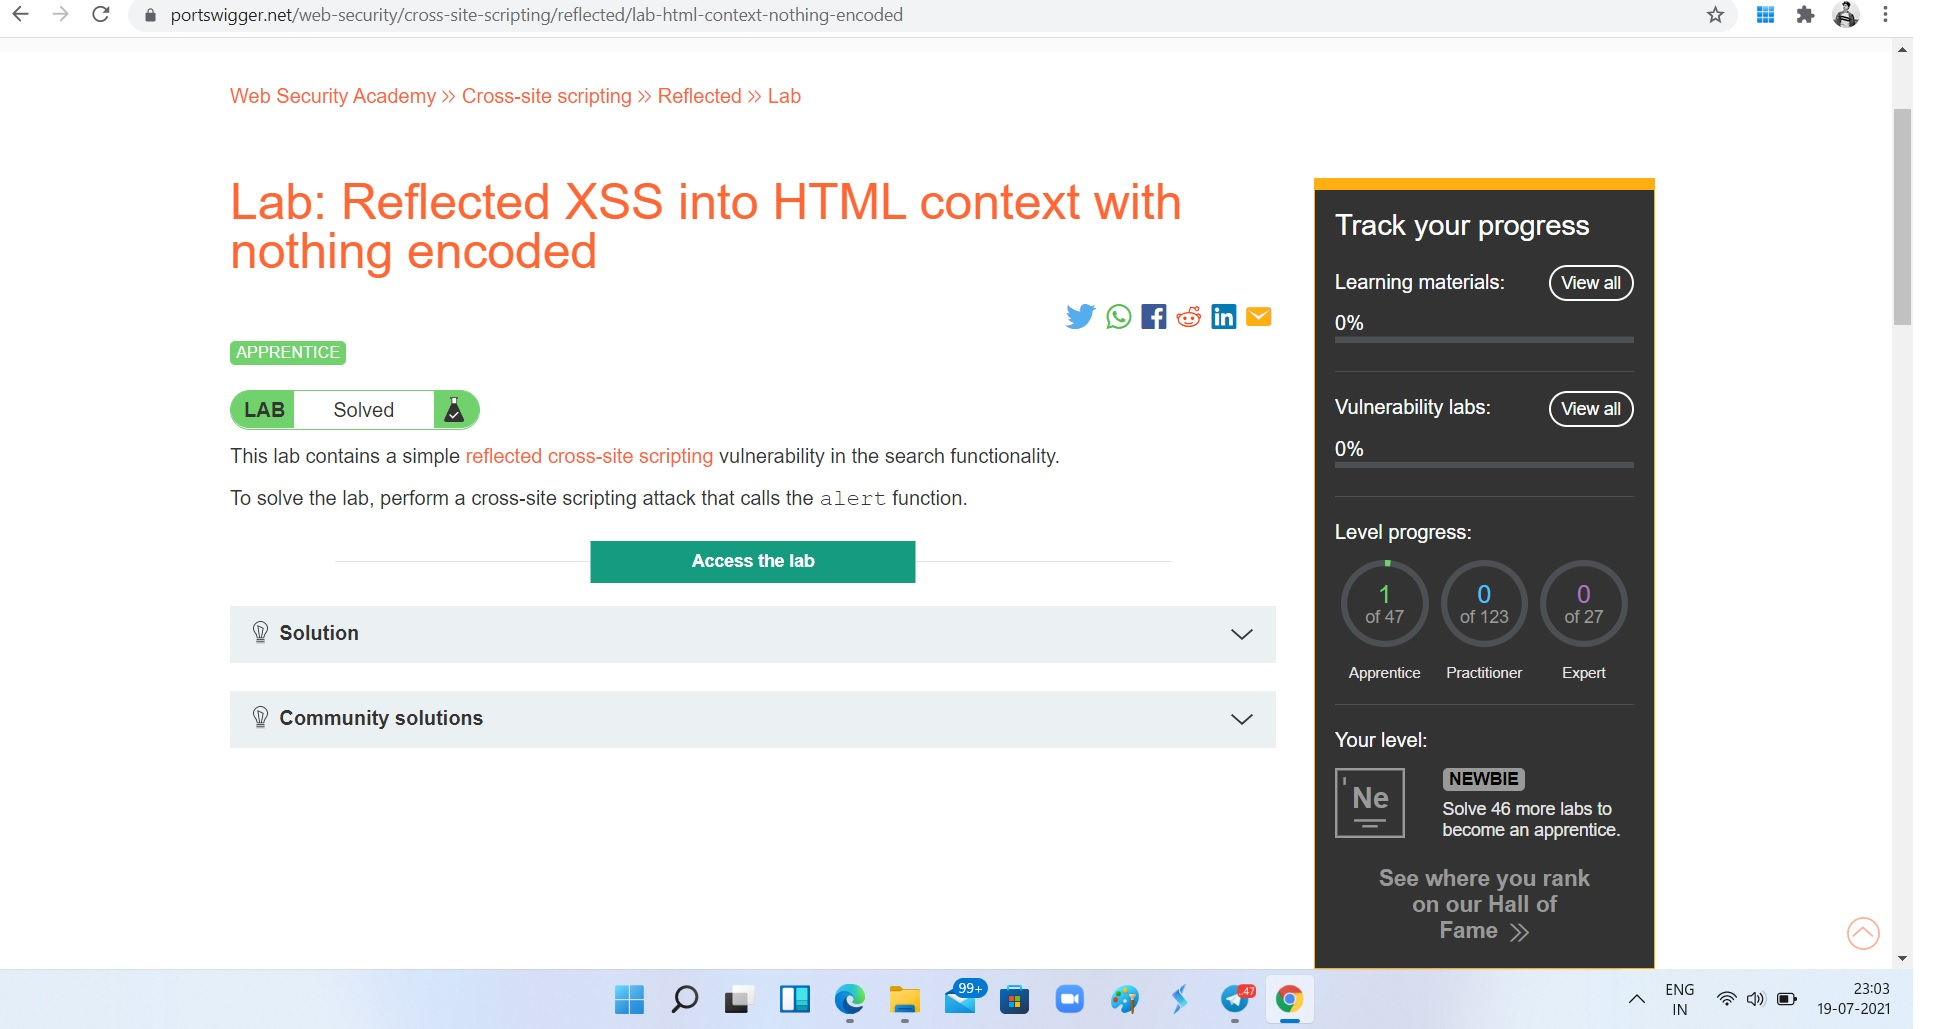 portswigger.net/web-security/cross-site-scripting/reflected/lab-html-context-nothing-encoded
Web Security Academy >> Cross-site scripting >> Reflected >> Lab
Lab: Reflected XSS into HTML context with
nothing encoded
APPRENTICE
LAB Solved
This lab contains a simple reflected cross-site scripting vulnerability in the search functionality.
To solve the lab, perform a cross-site scripting attack that calls the alert function.
Access the lab
Solution
Community solutions
Track your progress
Learning materials: View all
0%
Vulnerability labs: View all
0%
Level progress:
1 of 47
0 of 123
0 of 27
Apprentice Practitioner Expert
Your level:
Ne
NEWBIE
Solve 46 more labs to
become an apprentice.
See where you rank
on our Hall of
Fame >>
99+
..47
ENG
IN
23:03
19-07-2021